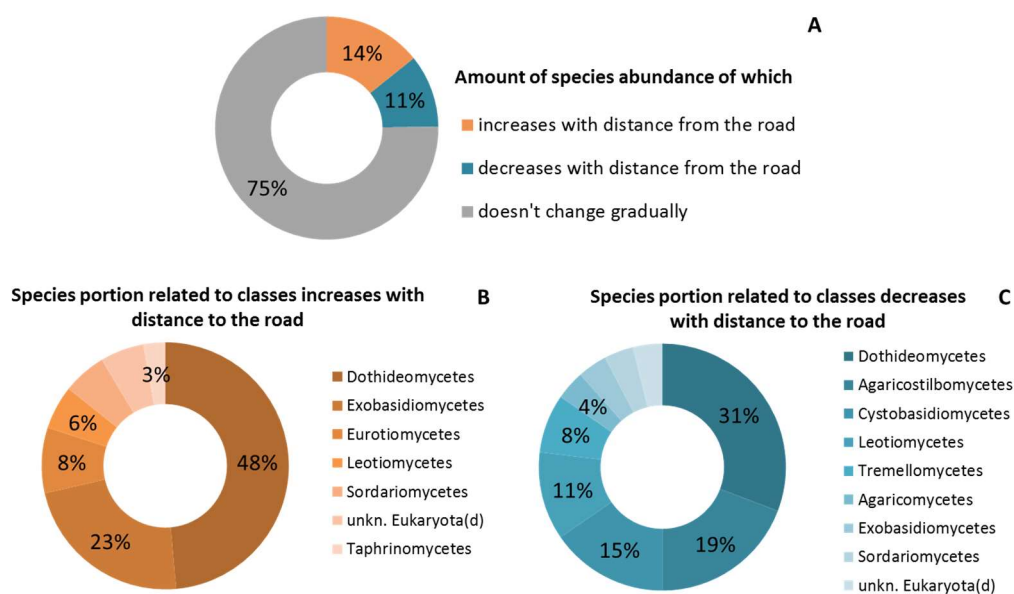 A
14%
11%
75%
Amount of species abundance of which
increases with distance from the road
decreases with distance from the road
doesn't change gradually
Species portion related to classes increases with
distance to the road
B
3%
6%
8%
23%
48%
Dothideomycetes
Exobasidiomycetes
Eurotiomycetes
Leotiomycetes
Sordariomycetes
unkn. Eukaryota(d)
Taphrinomycetes
Species portion related to classes decreases
with distance to the road
C
31%
4%
8%
11%
15%
19%
Dothideomycetes
Agaricostilbomycetes
Cystobasidiomycetes
Leotiomycetes
Tremellomycetes
Agaricomycetes
Exobasidiomycetes
Sordariomycetes
unkn. Eukaryota(d)